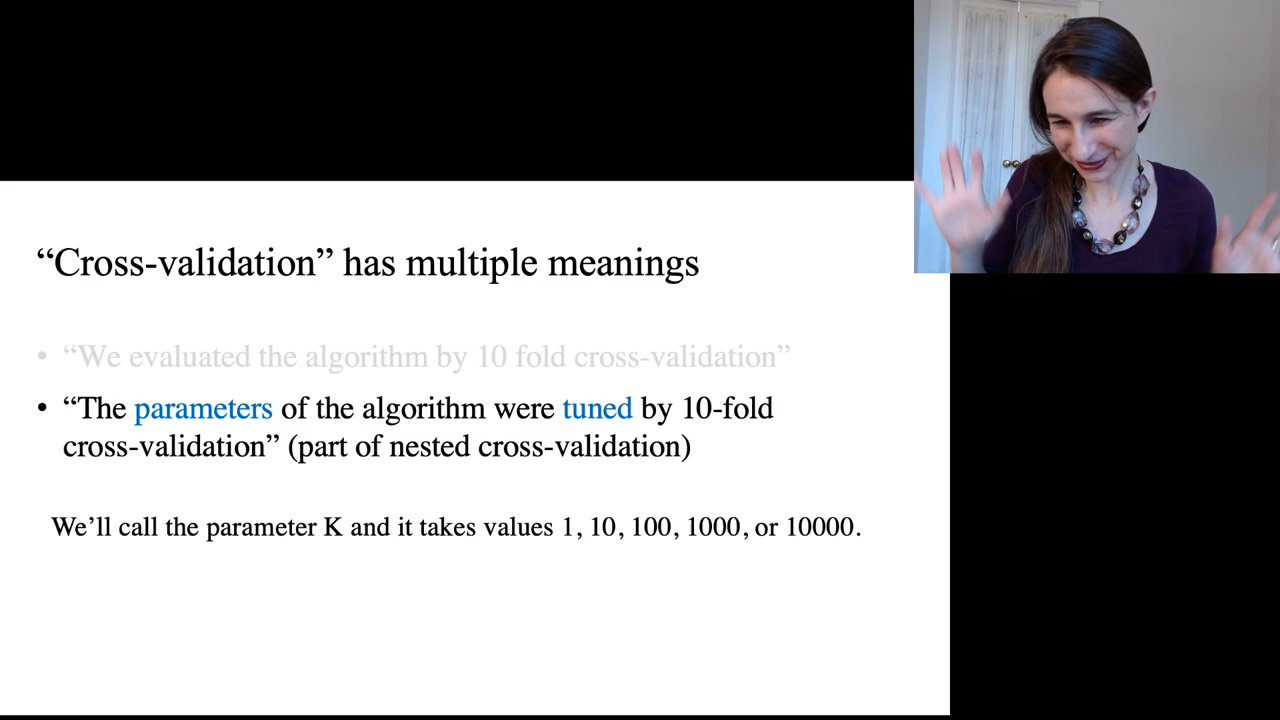 “Cross-validation” has multiple meanings
• “We evaluated the algorithm by 10 fold cross-validation”
• “The parameters of the algorithm were tuned by 10-fold
cross-validation” (part of nested cross-validation)
We’ll call the parameter K and it takes values 1, 10, 100, 1000, or 10000.